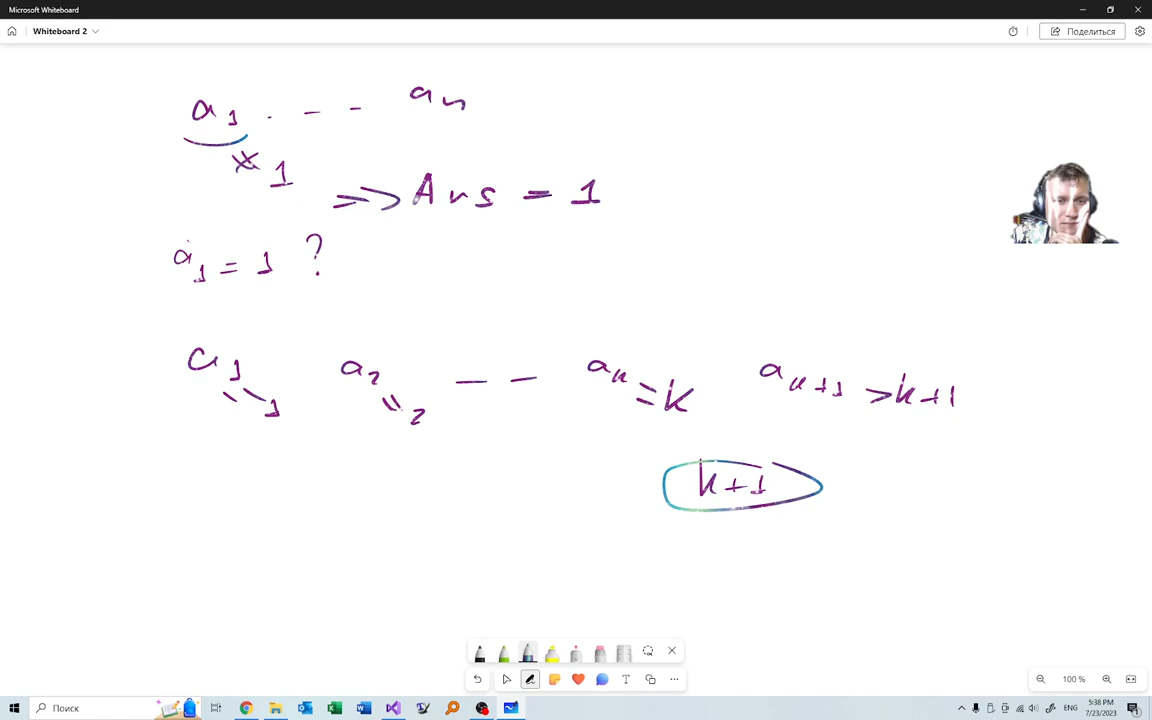 Microsoft Whiteboard
Whiteboard 2
Поделиться
a₁ . - - aₙ
* 1
=> Ans = 1
a₁ = 1 ?
a₁ = 1 a₂ = 2 - - aₖ = k aₖ₊₁ > k+1
k+1
100 %
Поиск
ENG
5:38 PM
7/23/2023